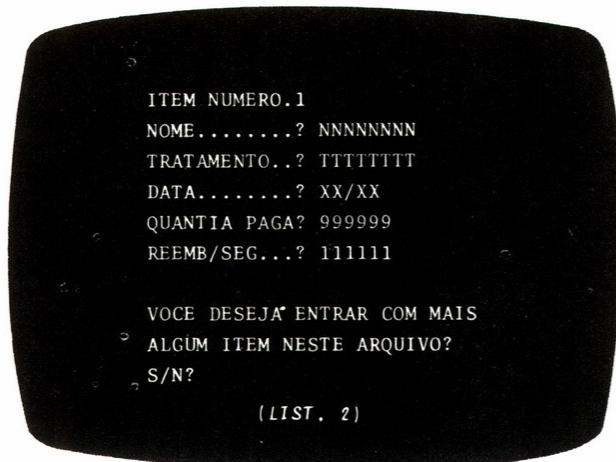 ITEM NUMERO.1
NOME........? NNNNNNNN
TRATAMENTO..? TTTTTTTT
DATA........? XX/XX
QUANTIA PAGA? 999999
REEMB/SEG...? 111111
VOCE DESEJA´ ENTRAR COM MAIS
ALGUM ITEM NESTE ARQUIVO?
S/N?
(LIST. 2)